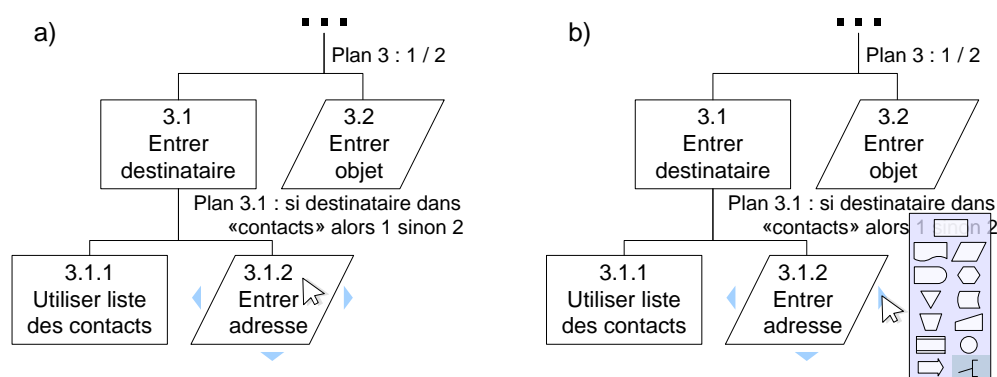 a)
Plan 3 : 1 / 2
3.1
Entrer
destinataire
3.2
Entrer
objet
Plan 3.1 : si destinataire dans
«contacts» alors 1 sinon 2
3.1.1
Utiliser liste
des contacts
3.1.2
Entrer
adresse
b)
Plan 3 : 1 / 2
3.1
Entrer
destinataire
3.2
Entrer
objet
Plan 3.1 : si destinataire dans
«contacts» alors 1 sinon 2
3.1.1
Utiliser liste
des contacts
3.1.2
Entrer
adresse